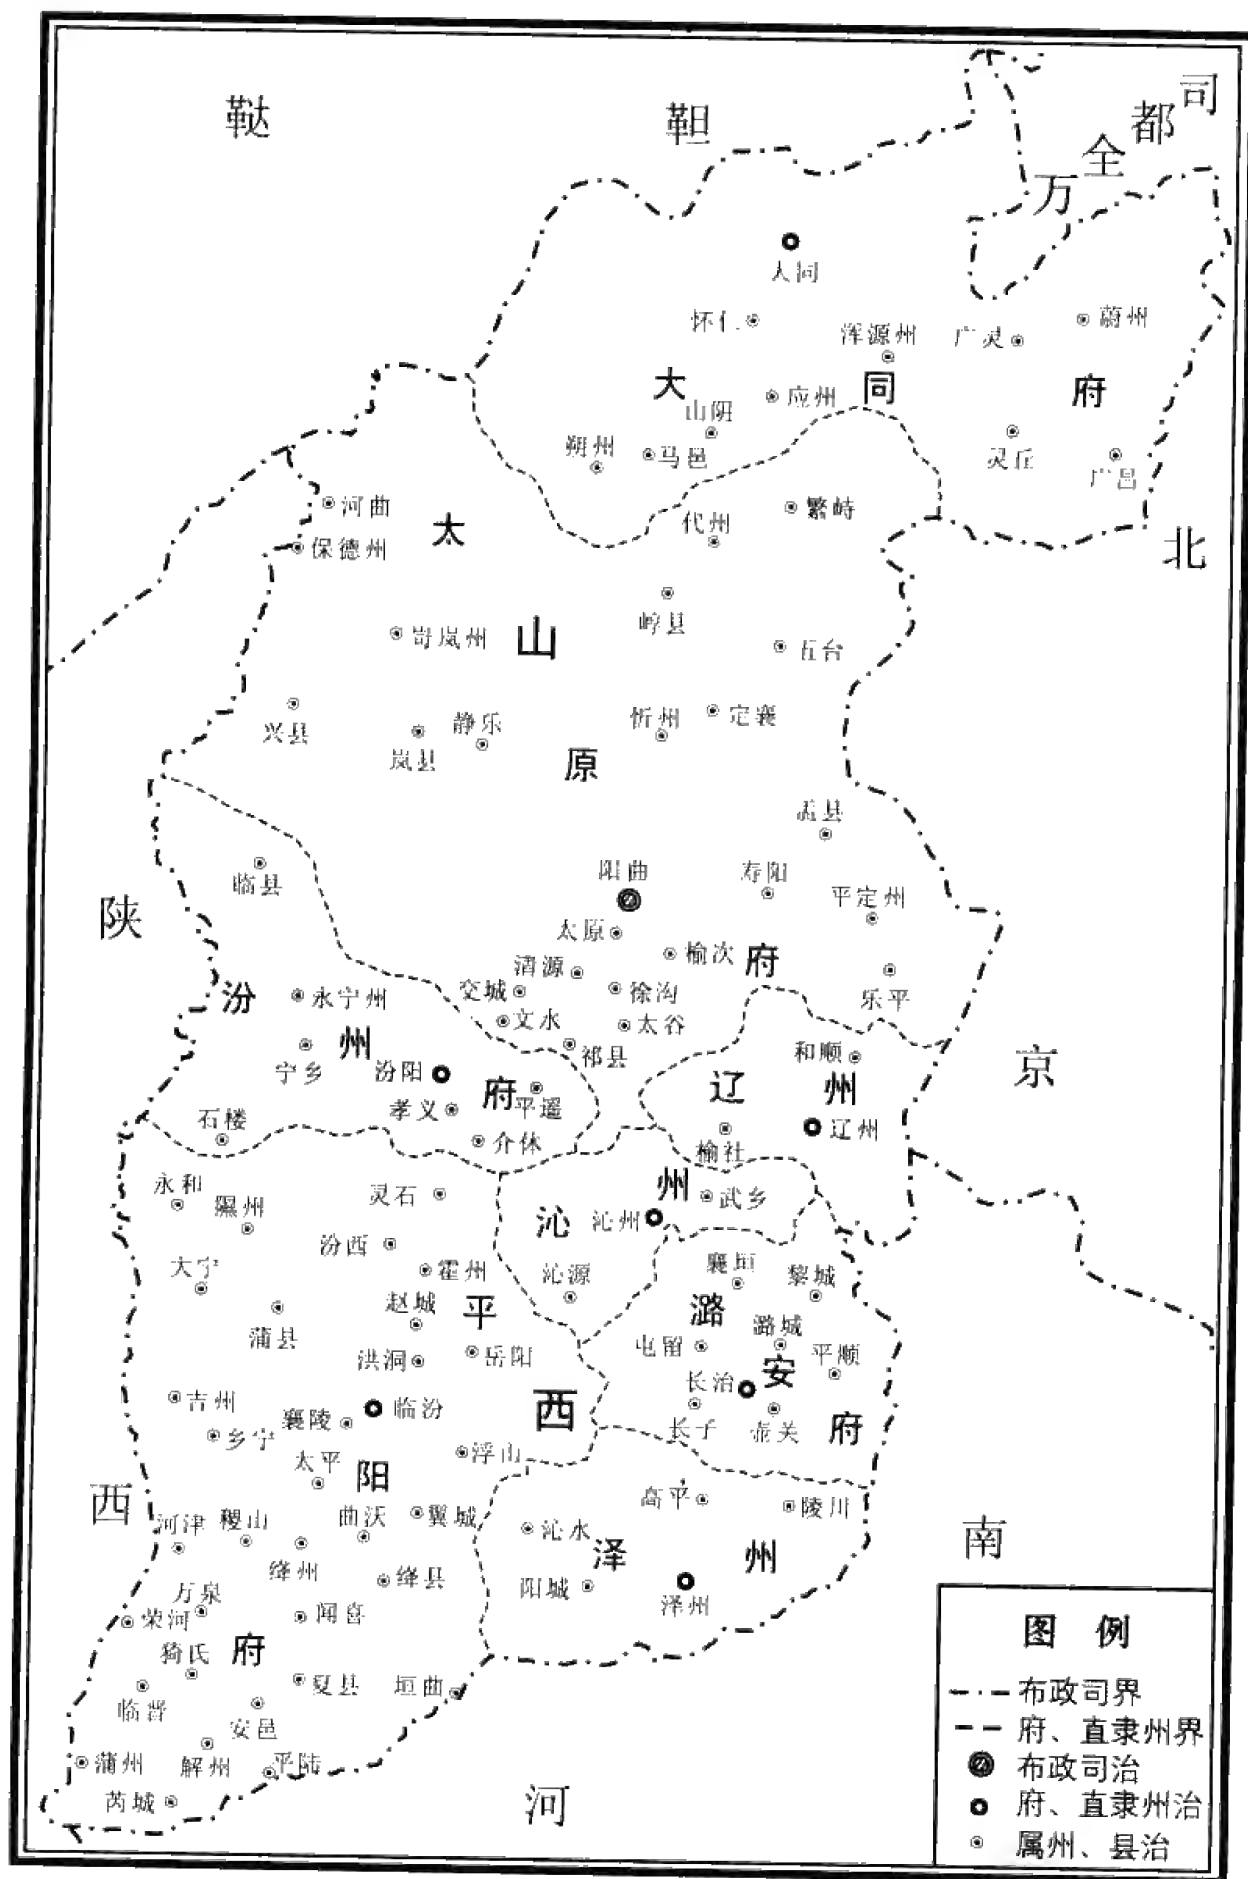 鞑
靼
万全都司
大同
怀仁
浑源州
广灵
蔚州
大
同
府
山阴
应州
朔州
马邑
灵丘
广昌
河曲
太
代州
繁峙
北
保德州
崞县
岢岚州
山
五台
兴县
岚县
静乐
忻州
定襄
原
盂县
临县
阳曲
寿阳
平定州
陕
太原
榆次
府
清源
乐平
汾
永宁州
交城
徐沟
文水
太谷
州
祁县
和顺
京
宁乡
汾阳
府
平遥
辽
州
孝义
石楼
介休
榆社
辽州
永和
隰州
灵石
州
武乡
沁
沁州
汾西
大宁
霍州
沁源
襄垣
黎城
赵城
平
潞
蒲县
洪洞
岳阳
屯留
潞城
平顺
安
吉州
长治
襄陵
临汾
西
乡宁
长子
壶关
府
太平
浮山
阳
西
高平
陵川
河津
稷山
曲沃
翼城
沁水
南
绛州
绛县
泽
州
万泉
阳城
泽州
荣河
闻喜
猗氏
府
夏县
垣曲
临晋
安邑
蒲州
解州
平陆
芮城
河
图 例
布政司界
府、直隶州界
布政司治
府、直隶州治
属州、县治